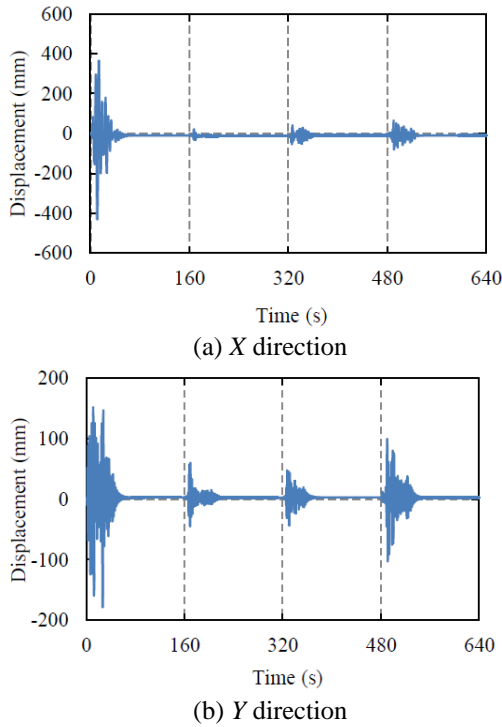 600
400
200
0
-200
-400
-600
Displacement (mm)
0 160 320 480 640
Time (s)
(a) X direction
200
100
0
-100
-200
Displacement (mm)
0 160 320 480 640
Time (s)
(b) Y direction